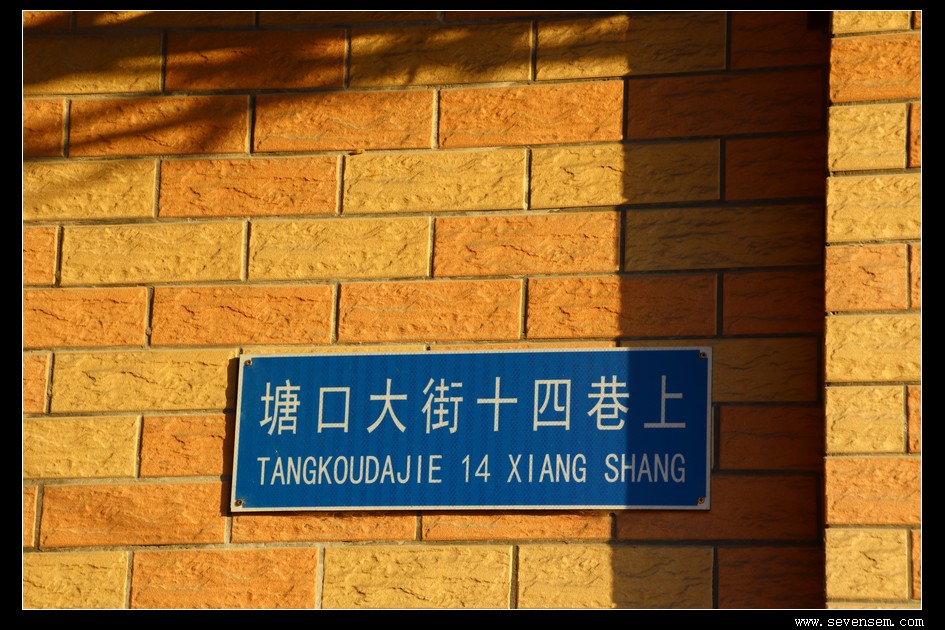 塘口大街十四巷上
TANGKOUDAJIE 14 XIANG SHANG
www.sevensem.com